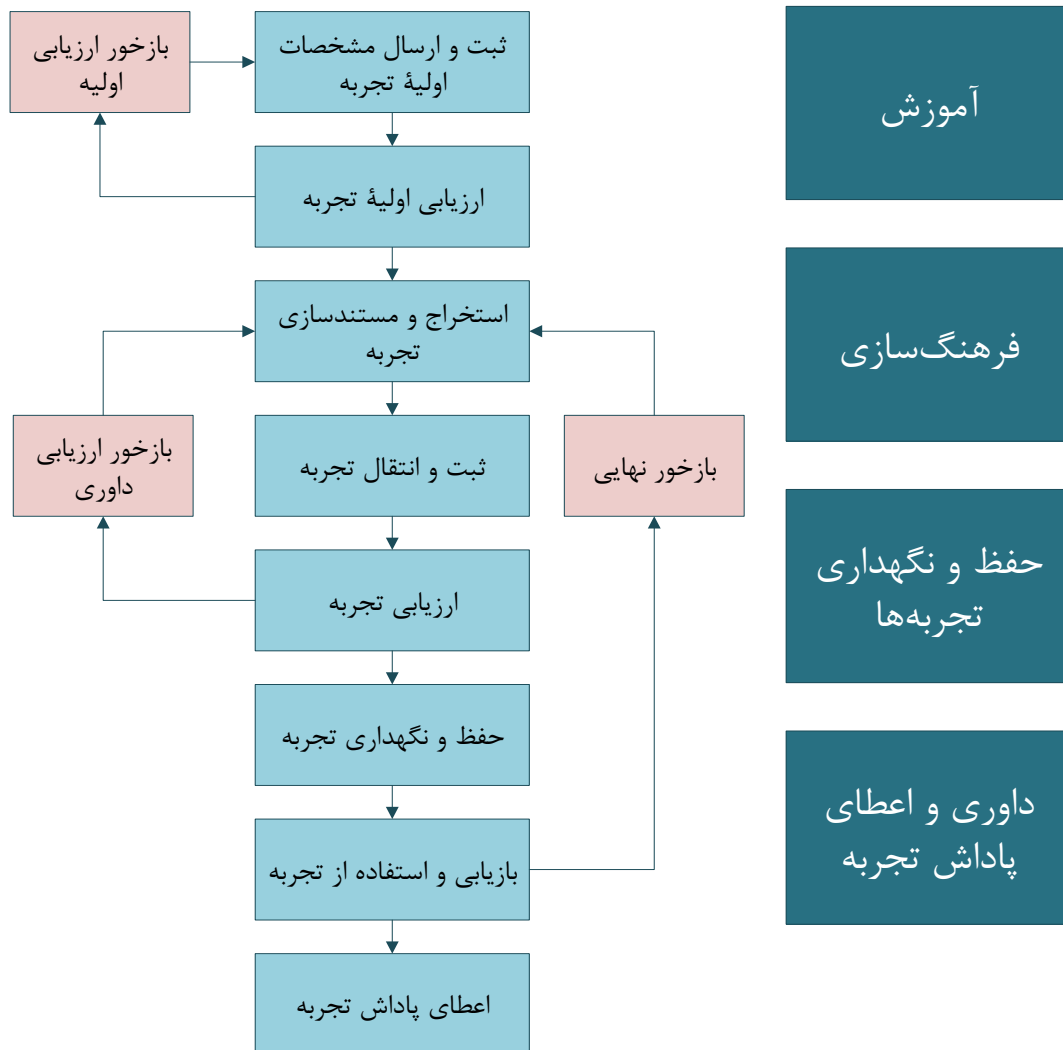 ثبت و ارسال مشخصات
اولیۀ تجربه
بازخور ارزیابی
اولیه
ارزیابی اولیۀ تجربه
استخراج و مستندسازی
تجربه
ثبت و انتقال تجربه
بازخور ارزیابی
داوری
بازخور نهایی
ارزیابی تجربه
حفظ و نگهداری تجربه
بازیابی و استفاده از تجربه
اعطای پاداش تجربه
آموزش
فرهنگ‌سازی
حفظ و نگهداری
تجربه‌ها
داوری و اعطای
پاداش تجربه